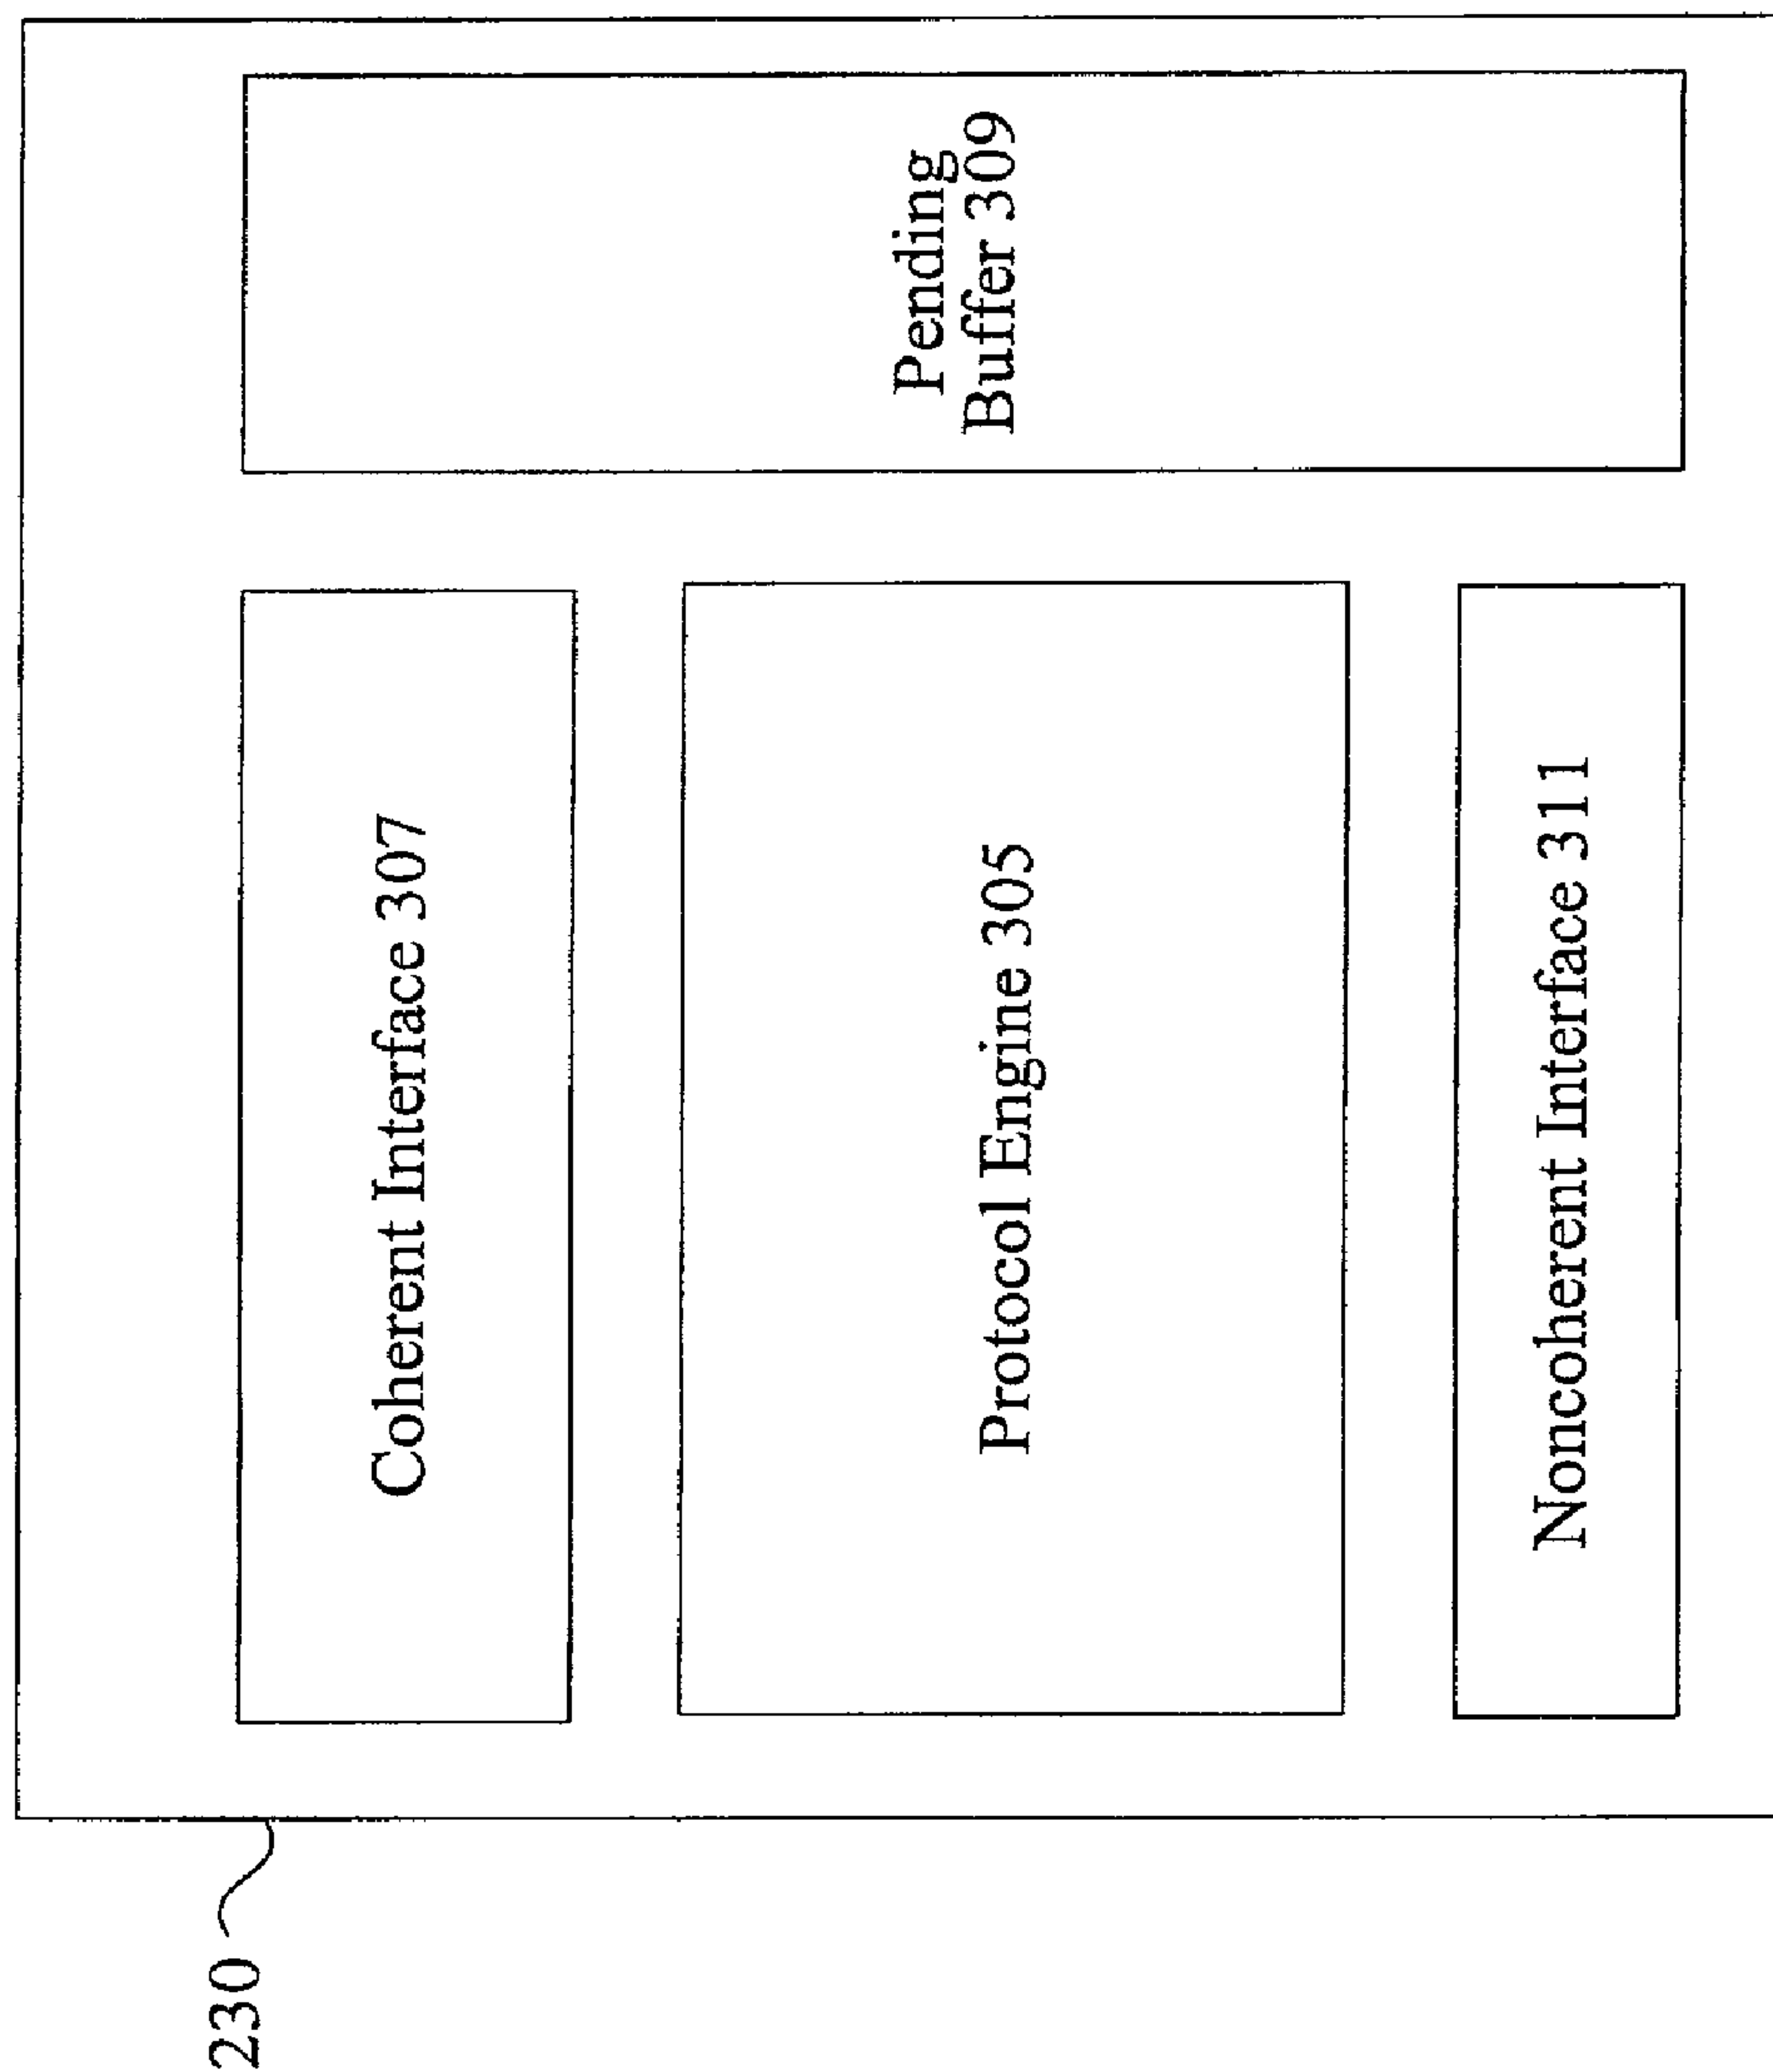 230
Coherent Interface 307
Protocol Engine 305
Noncoherent Interface 311
Pending
Buffer 309